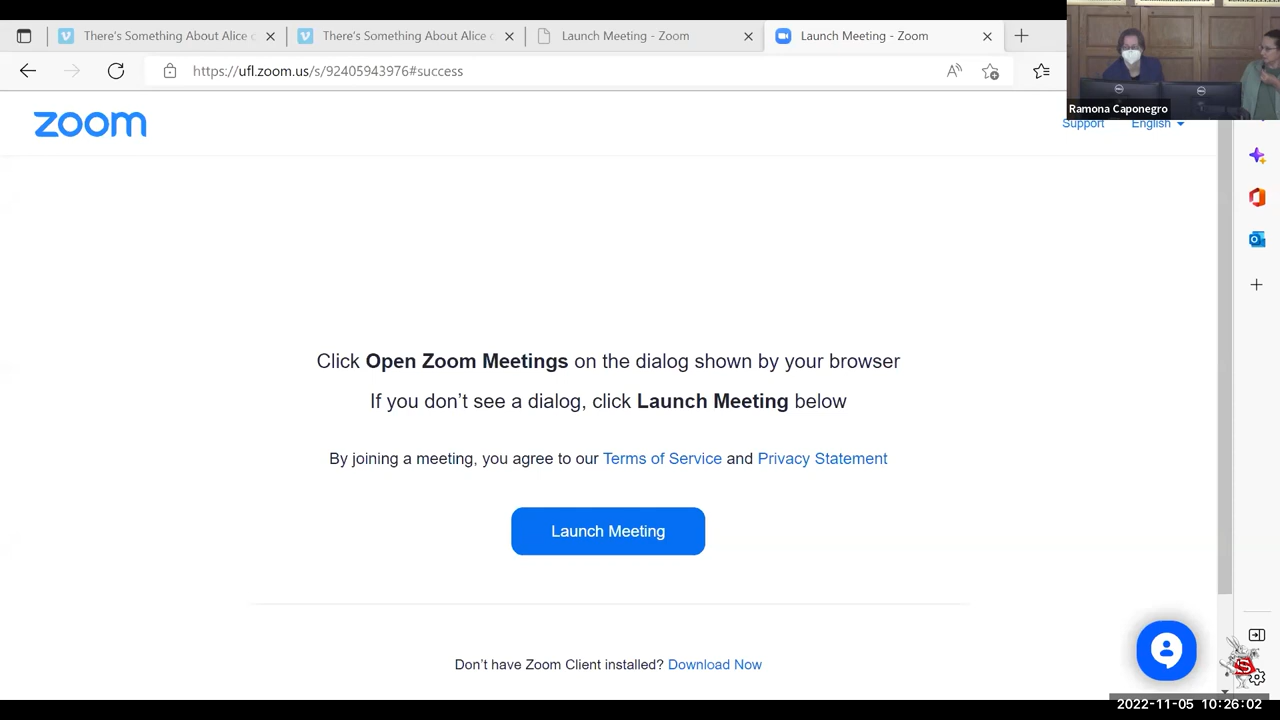 There's Something About Alice
There's Something About Alice
Launch Meeting - Zoom
Launch Meeting - Zoom
https://ufl.zoom.us/s/92405943976#success
Ramona Caponegro
zoom
Support
English
Click Open Zoom Meetings on the dialog shown by your browser
If you don't see a dialog, click Launch Meeting below
By joining a meeting, you agree to our Terms of Service and Privacy Statement
Launch Meeting
Don't have Zoom Client installed? Download Now
2022-11-05 10:26:02